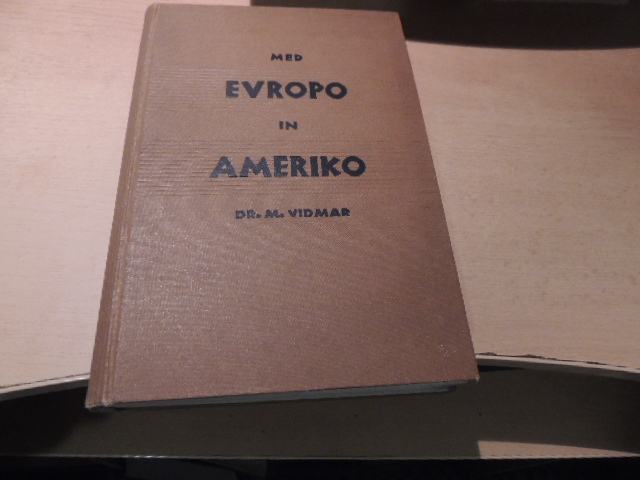 MED
EVROPO
IN
AMERIKO
DR. M. VIDMAR